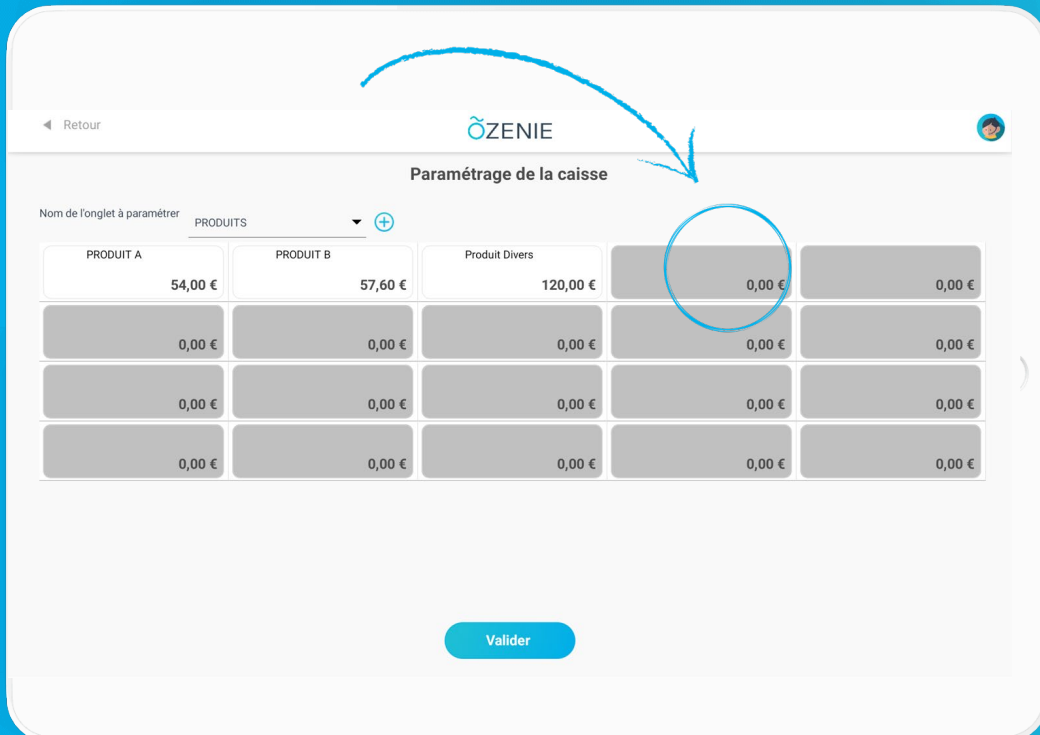 Retour
ÕZENIE
Paramétrage de la caisse
Nom de l'onglet à paramétrer
PRODUITS
PRODUIT A PRODUIT B Produit Divers
54,00 € 57,60 € 120,00 € 0,00 € 0,00 €
0,00 € 0,00 € 0,00 € 0,00 € 0,00 €
0,00 € 0,00 € 0,00 € 0,00 € 0,00 €
0,00 € 0,00 € 0,00 € 0,00 € 0,00 €
Valider